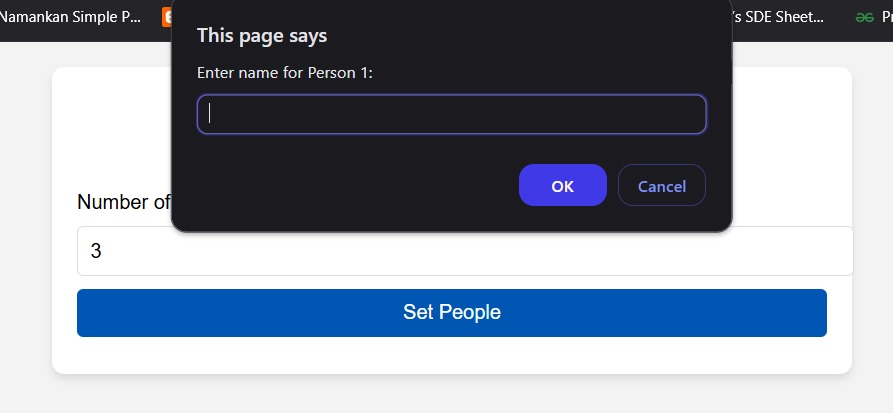 Namankan Simple P...
's SDE Sheet...
This page says
Enter name for Person 1:
OK
Cancel
Number of
3
Set People